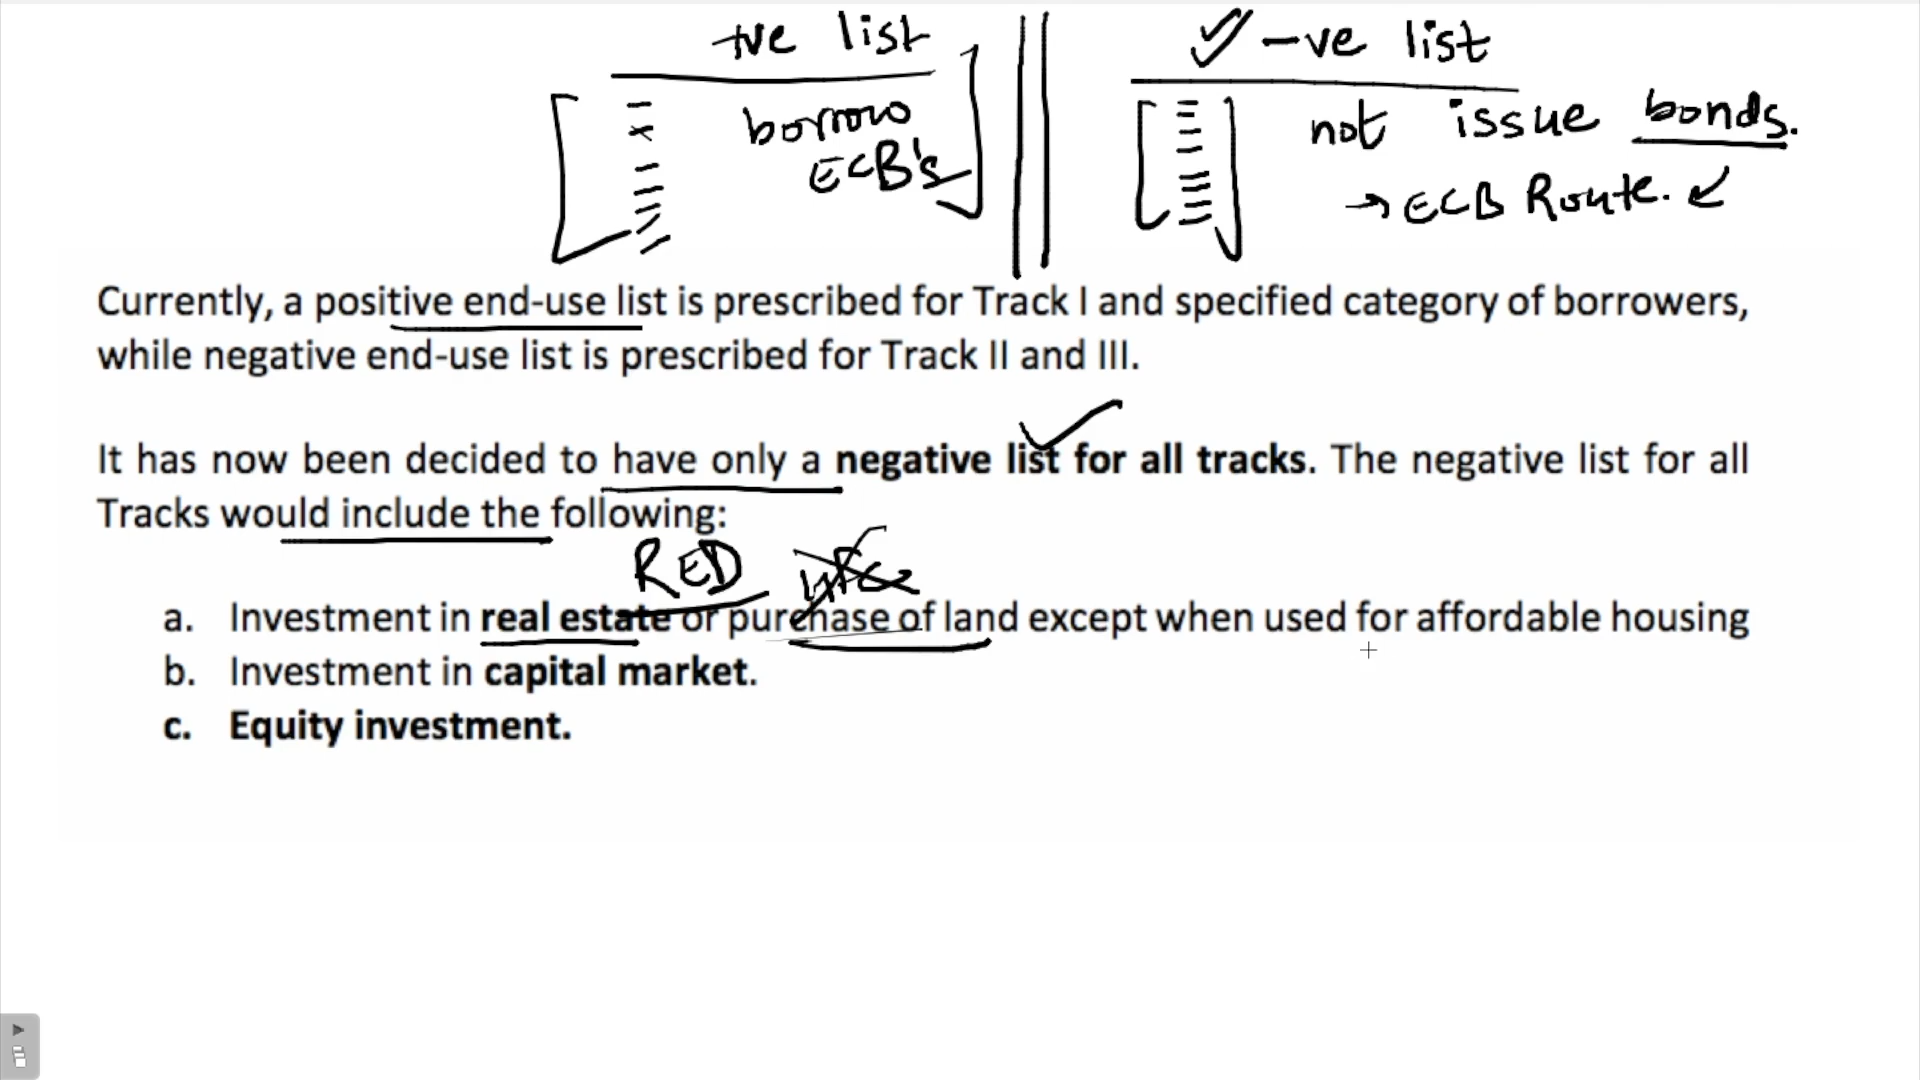 +ve list
-ve list
borrow
ECB's
not issue bonds.
→ ECB Route.
Currently, a positive end-use list is prescribed for Track I and specified category of borrowers,
while negative end-use list is prescribed for Track II and III.
It has now been decided to have only a negative list for all tracks. The negative list for all
Tracks would include the following:
RED
a. Investment in real estate or purchase of land except when used for affordable housing
b. Investment in capital market.
c. Equity investment.